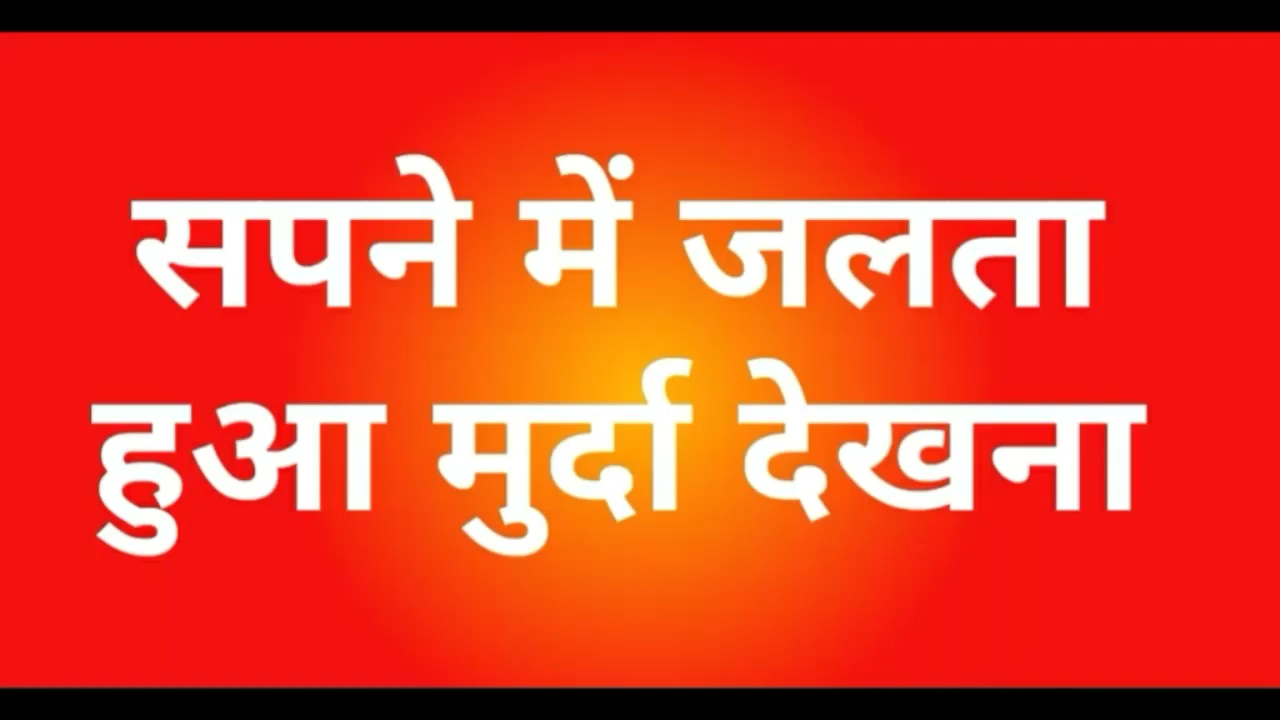 सपने में जलता
हुआ मुर्दा देखना